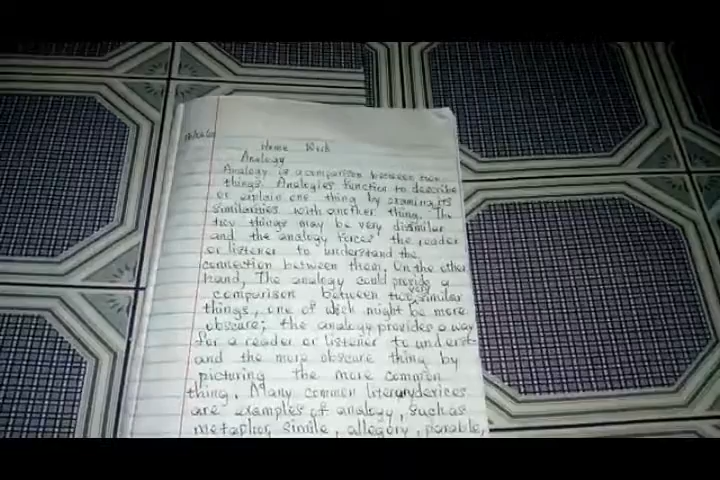 Home Work
Analogy
Analogy is a comparison between two
things. Analogies function to describe
or explain one thing by examing its
similarities with another thing. The
two things may be very dissimilar
and the analogy forces the reader
or listener to understand the
connection between them. On the other
hand, The analogy could provide a
comparison between two very similar
things, one of wich might be more
obscure; the analogy provides a way
for a reader or listener to underst-
and the more obscure thing by
picturing the more common
thing. Many common literary devices
are examples of analogy, such as
metaphor, simile, allegory, parable,